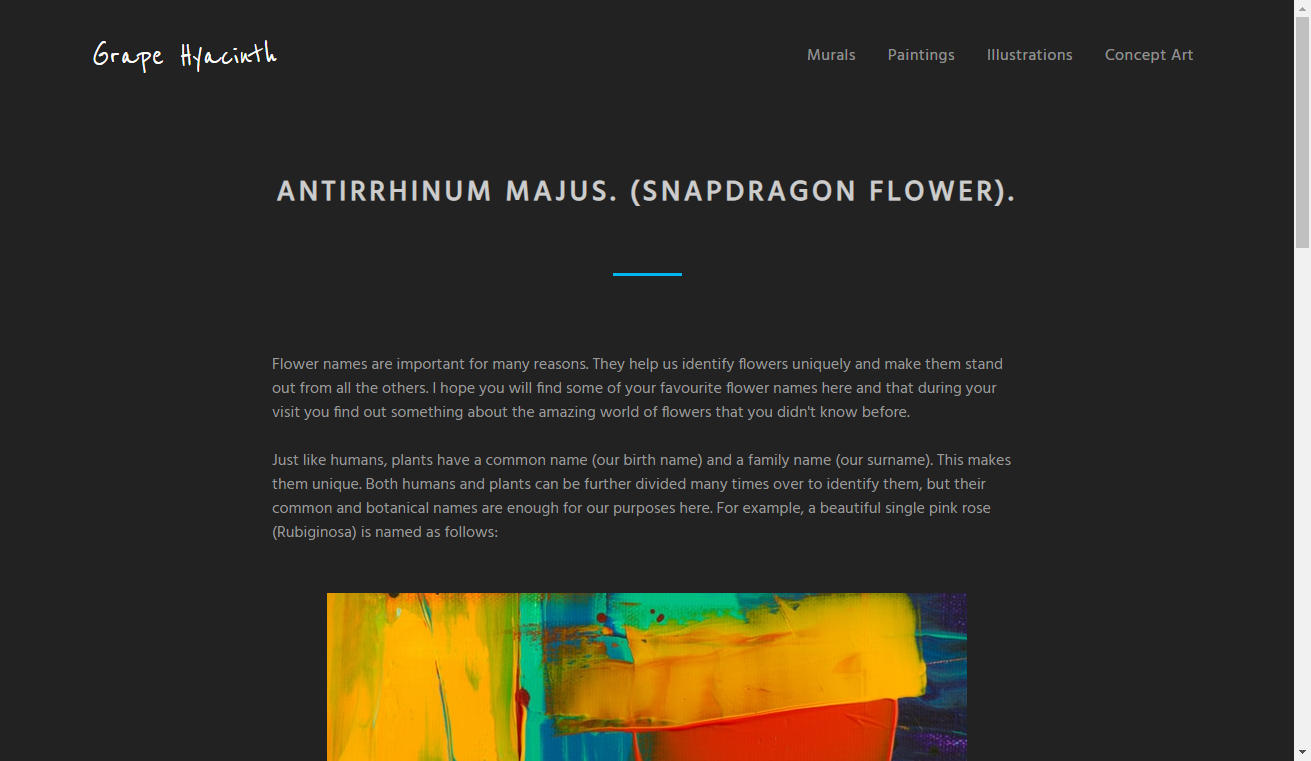 Grape Hyacinth
Murals Paintings Illustrations Concept Art
ANTIRRHINUM MAJUS. (SNAPDRAGON FLOWER).
Flower names are important for many reasons. They help us identify flowers uniquely and make them stand
out from all the others. I hope you will find some of your favourite flower names here and that during your
visit you find out something about the amazing world of flowers that you didn't know before.
Just like humans, plants have a common name (our birth name) and a family name (our surname). This makes
them unique. Both humans and plants can be further divided many times over to identify them, but their
common and botanical names are enough for our purposes here. For example, a beautiful single pink rose
(Rubiginosa) is named as follows: